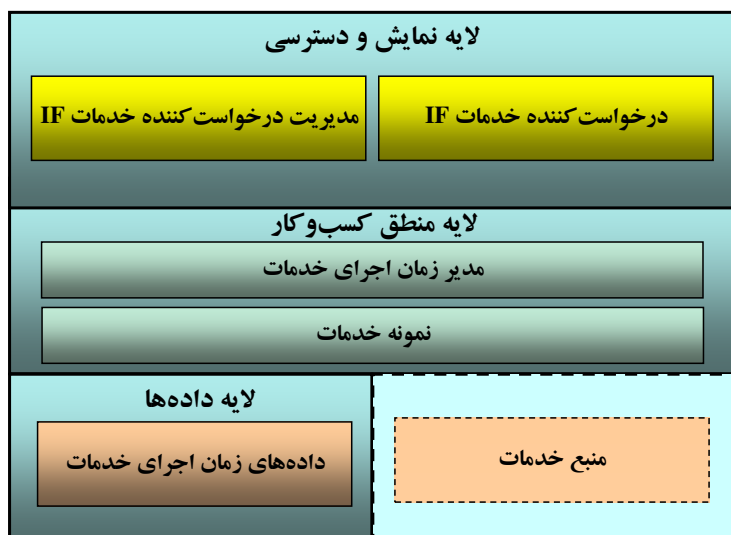 لایه نمایش و دسترسی
درخواست‌کننده خدمات IF
مدیریت درخواست‌کننده خدمات IF
لایه منطق کسب‌وکار
مدیر زمان اجرای خدمات
نمونه خدمات
لایه داده‌ها
منبع خدمات
داده‌های زمان اجرای خدمات